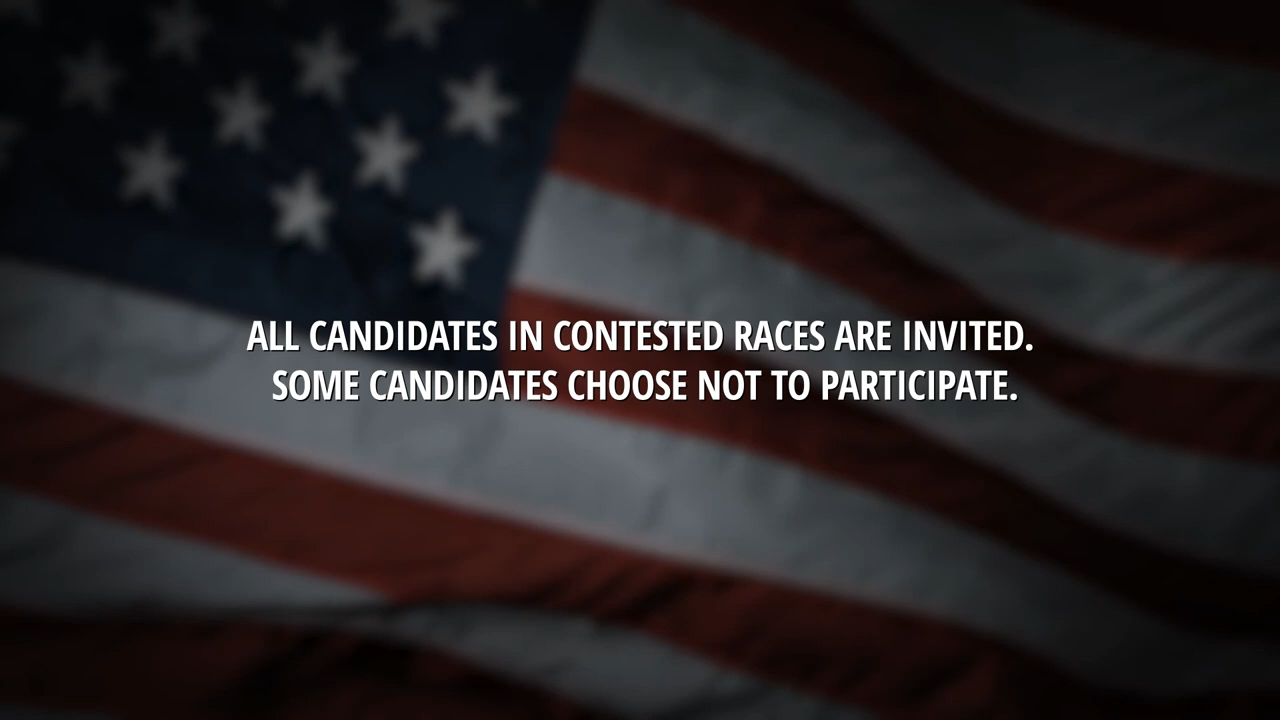 ALL CANDIDATES IN CONTESTED RACES ARE INVITED.
SOME CANDIDATES CHOOSE NOT TO PARTICIPATE.